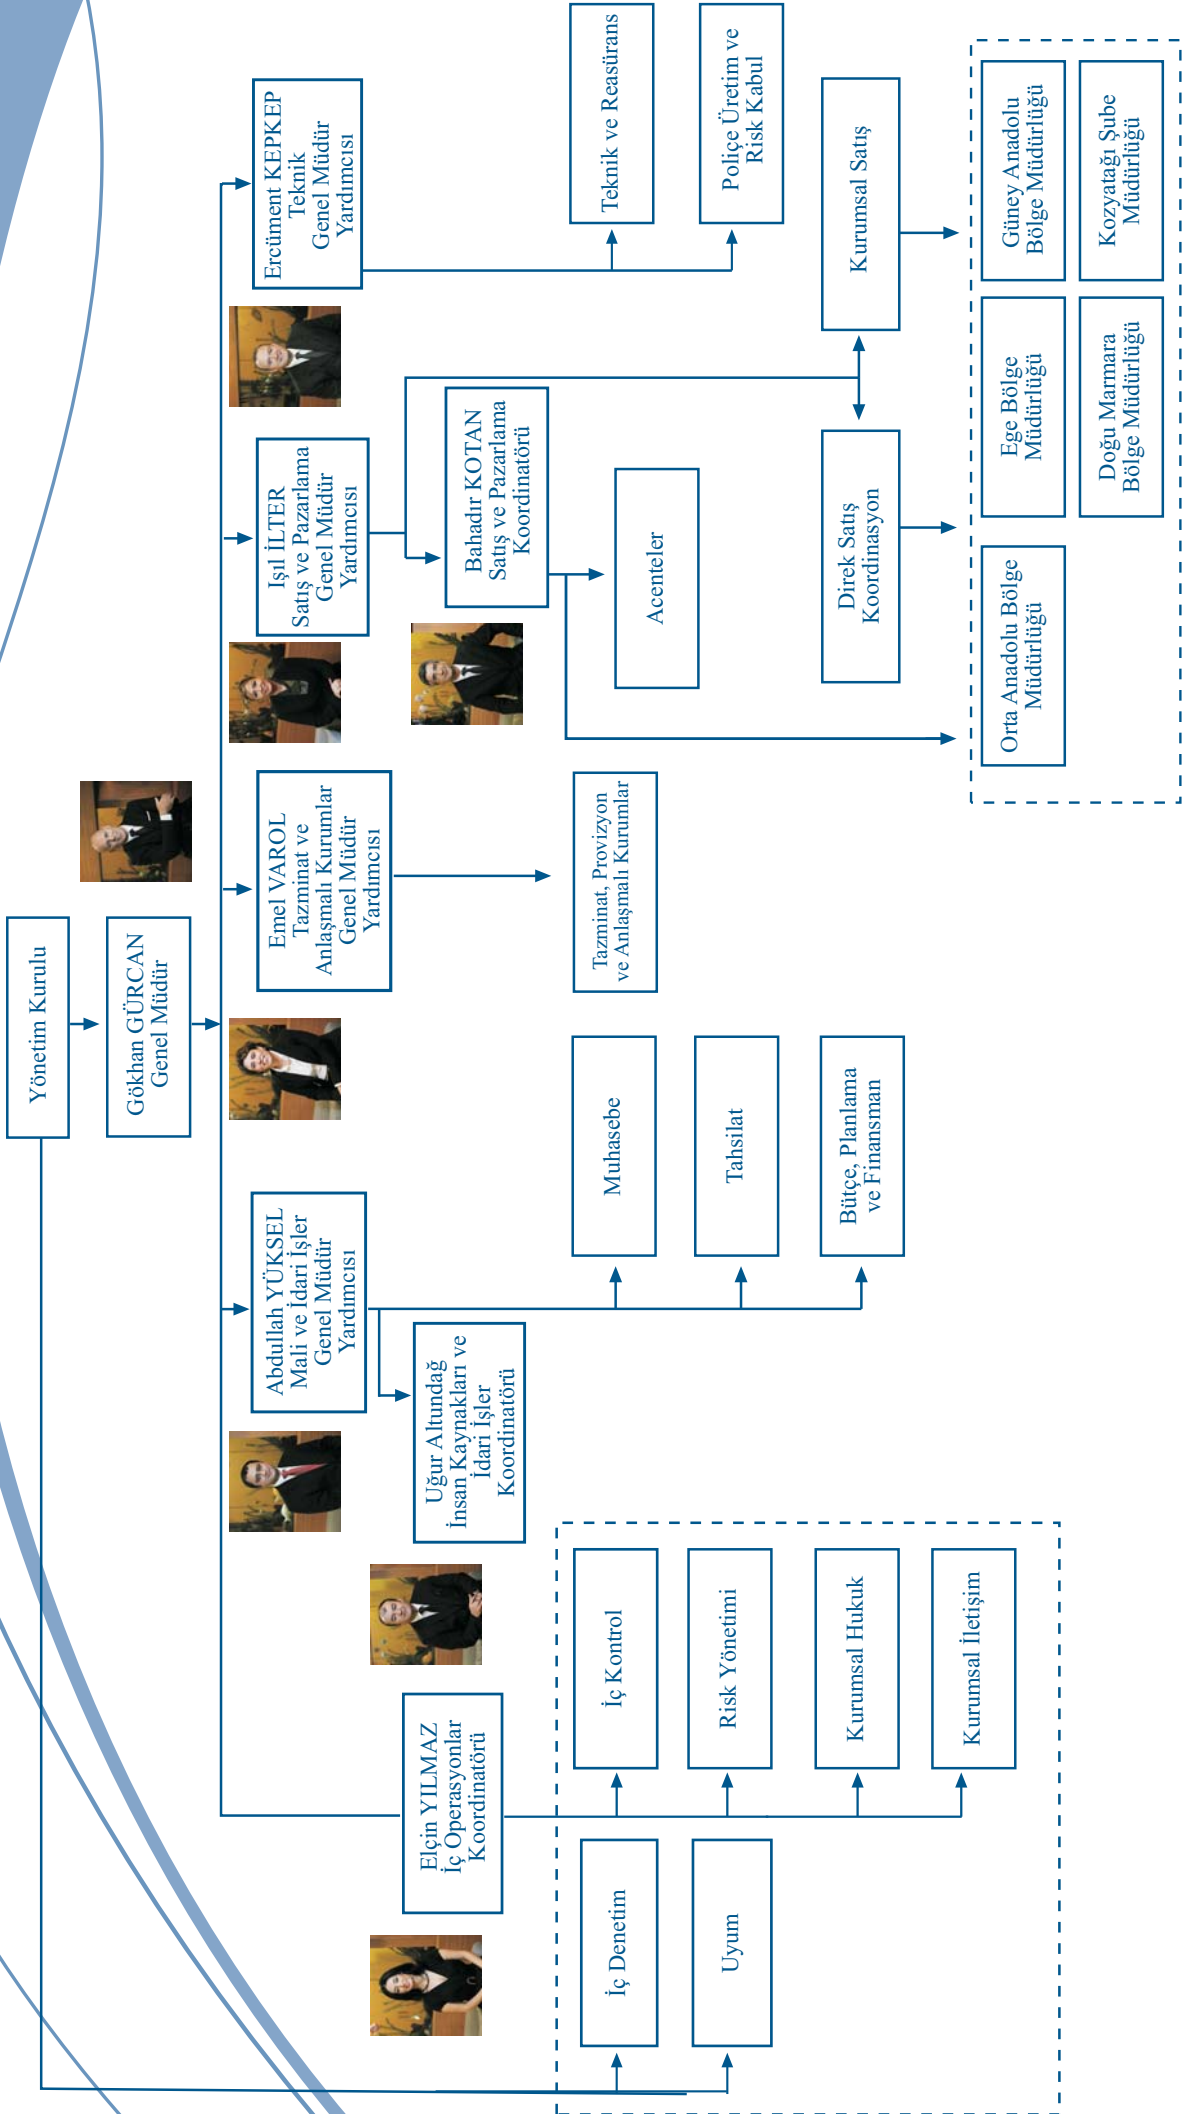 Yönetim Kurulu
Gökhan GÜRCAN
Genel Müdür
Elçin YILMAZ
İç Operasyonlar
Koordinatörü
Abdullah YÜKSEL
Mali ve İdari İşler
Genel Müdür
Yardımcısı
Emel VAROL
Tazminat ve
Anlaşmalı Kurumlar
Genel Müdür
Yardımcısı
Işıl İLTER
Satış ve Pazarlama
Genel Müdür
Yardımcısı
Ercüment KEPKEP
Teknik
Genel Müdür
Yardımcısı
Uğur Altundağ
İnsan Kaynakları ve
İdari İşler
Koordinatörü
Bahadır KOTAN
Satış ve Pazarlama
Koordinatörü
İç Denetim
Uyum
İç Kontrol
Risk Yönetimi
Kurumsal Hukuk
Kurumsal İletişim
Muhasebe
Tahsilat
Bütçe, Planlama
ve Finansman
Tazminat, Provizyon
ve Anlaşmalı Kurumlar
Acenteler
Teknik ve Reasürans
Poliçe Üretim ve
Risk Kabul
Direk Satış
Koordinasyon
Kurumsal Satış
Orta Anadolu Bölge
Müdürlüğü
Ege Bölge
Müdürlüğü
Güney Anadolu
Bölge Müdürlüğü
Doğu Marmara
Bölge Müdürlüğü
Kozyatağı Şube
Müdürlüğü